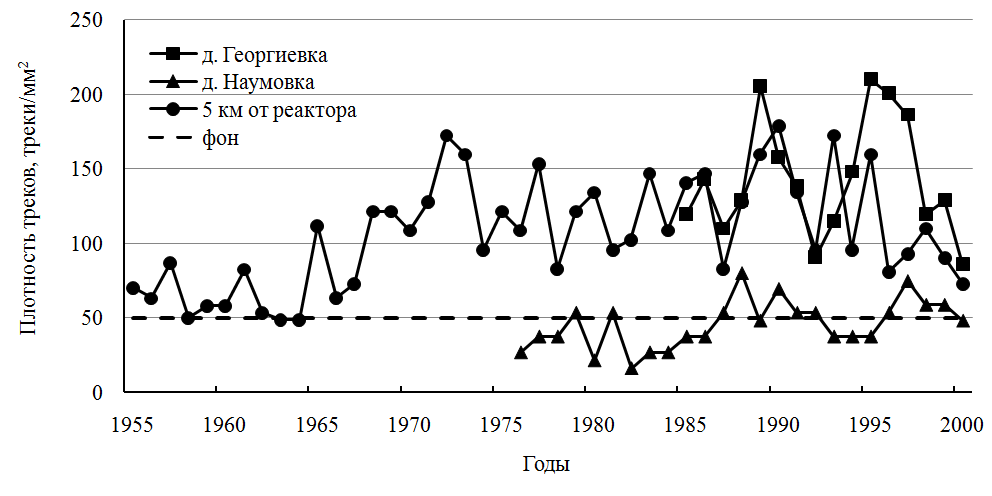 Плотность треков, треки/мм²
250
200
150
100
50
0
д. Георгиевка
д. Наумовка
5 км от реактора
фон
1955 1960 1965 1970 1975 1980 1985 1990 1995 2000
Годы